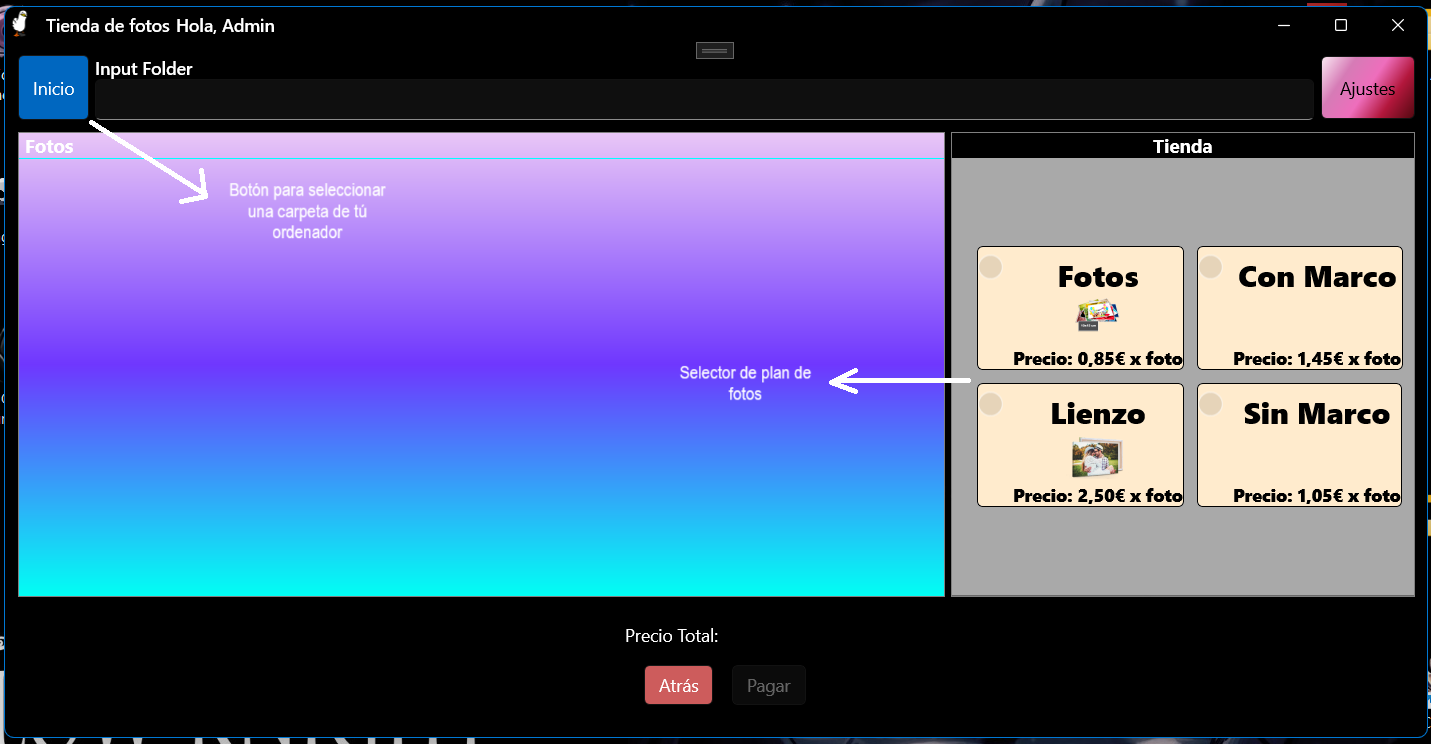 Tienda de fotos Hola, Admin
Inicio
Input Folder
Ajustes
Fotos
Botón para seleccionar
una carpeta de tú
ordenador
Selector de plan de
fotos
Tienda
Fotos
Precio: 0,85€ x foto
Con Marco
Precio: 1,45€ x foto
Lienzo
Precio: 2,50€ x foto
Sin Marco
Precio: 1,05€ x foto
Precio Total:
Atrás
Pagar